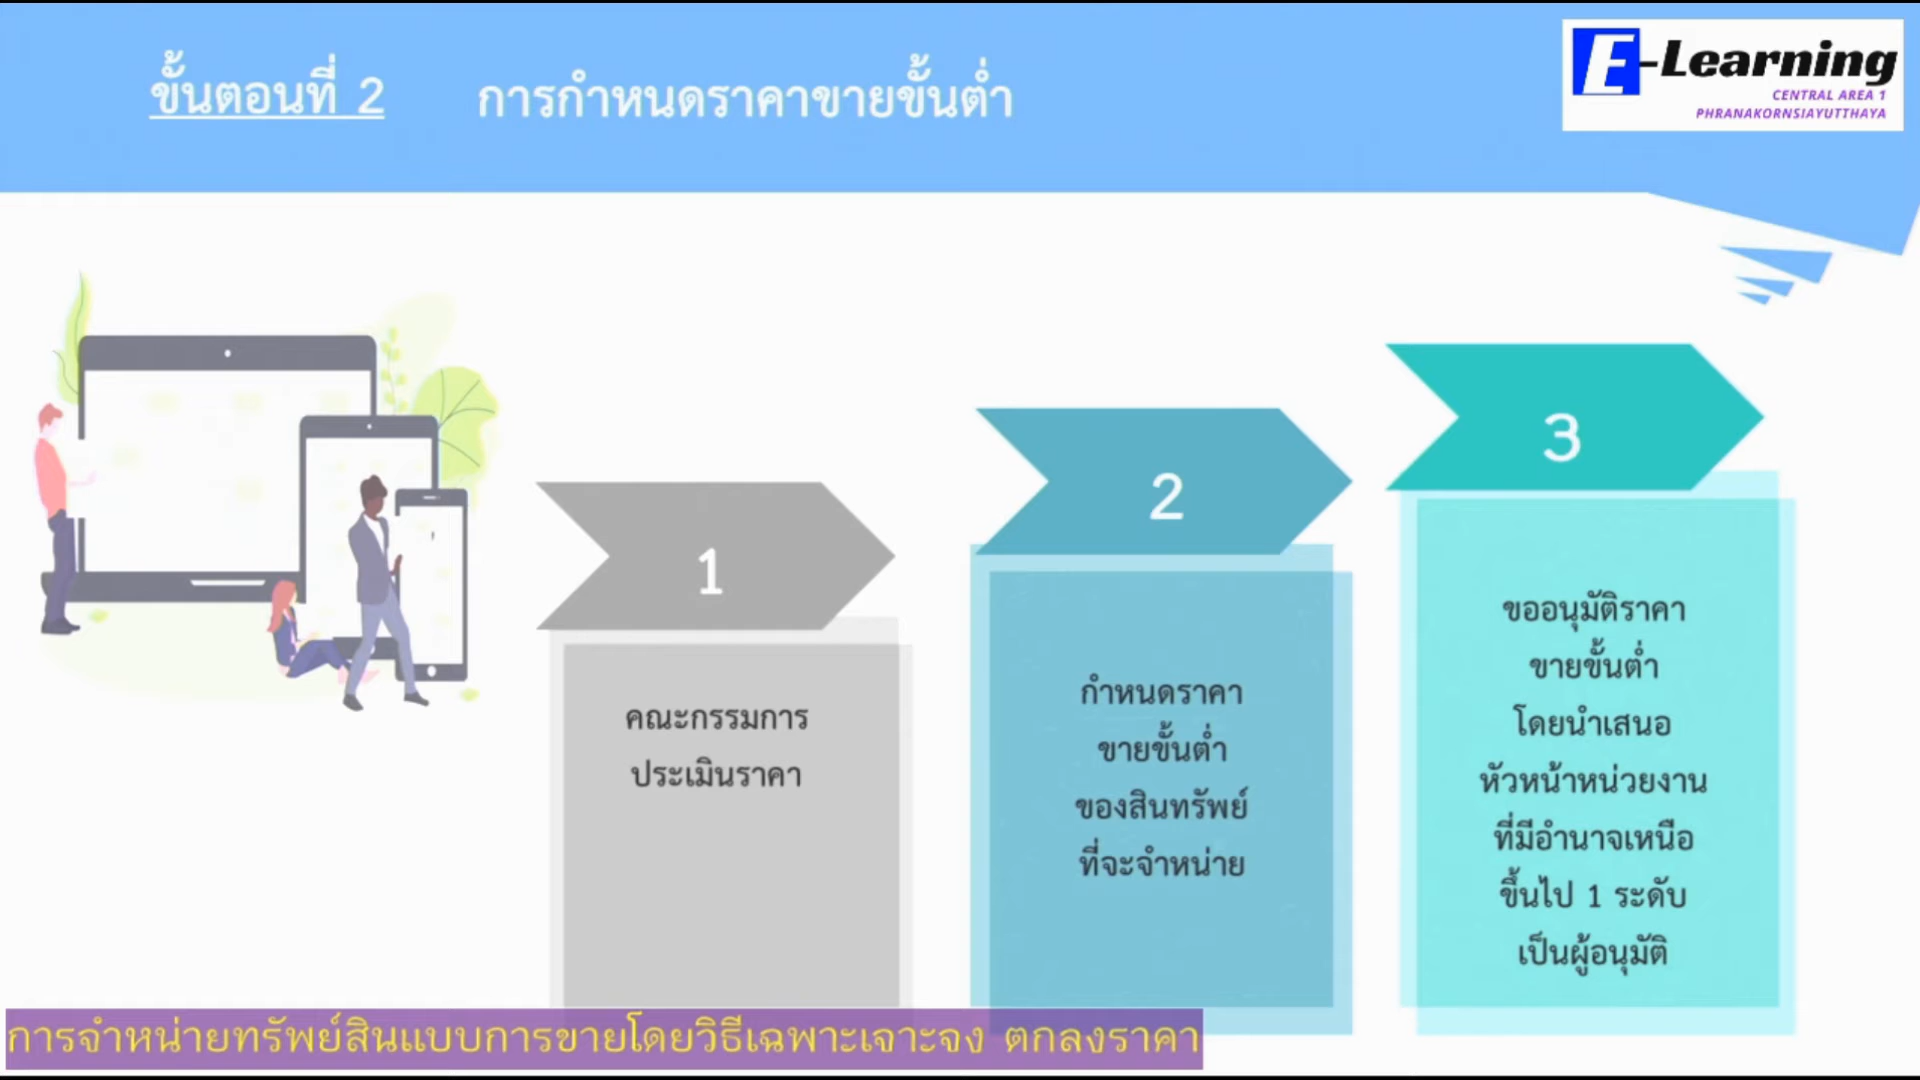 ขั้นตอนที่ 2 การกำหนดราคาขายขั้นต่ำ
E-Learning
CENTRAL AREA 1
PHRANAKORNSIAYUTTHAYA
1
คณะกรรมการ
ประเมินราคา
2
กำหนดราคา
ขายขั้นต่ำ
ของสินทรัพย์
ที่จะจำหน่าย
3
ขออนุมัติราคา
ขายขั้นต่ำ
โดยนำเสนอ
หัวหน้าหน่วยงาน
ที่มีอำนาจเหนือ
ขึ้นไป 1 ระดับ
เป็นผู้อนุมัติ
การจำหน่ายทรัพย์สินแบบการขายโดยวิธีเฉพาะเจาะจง ตกลงราคา